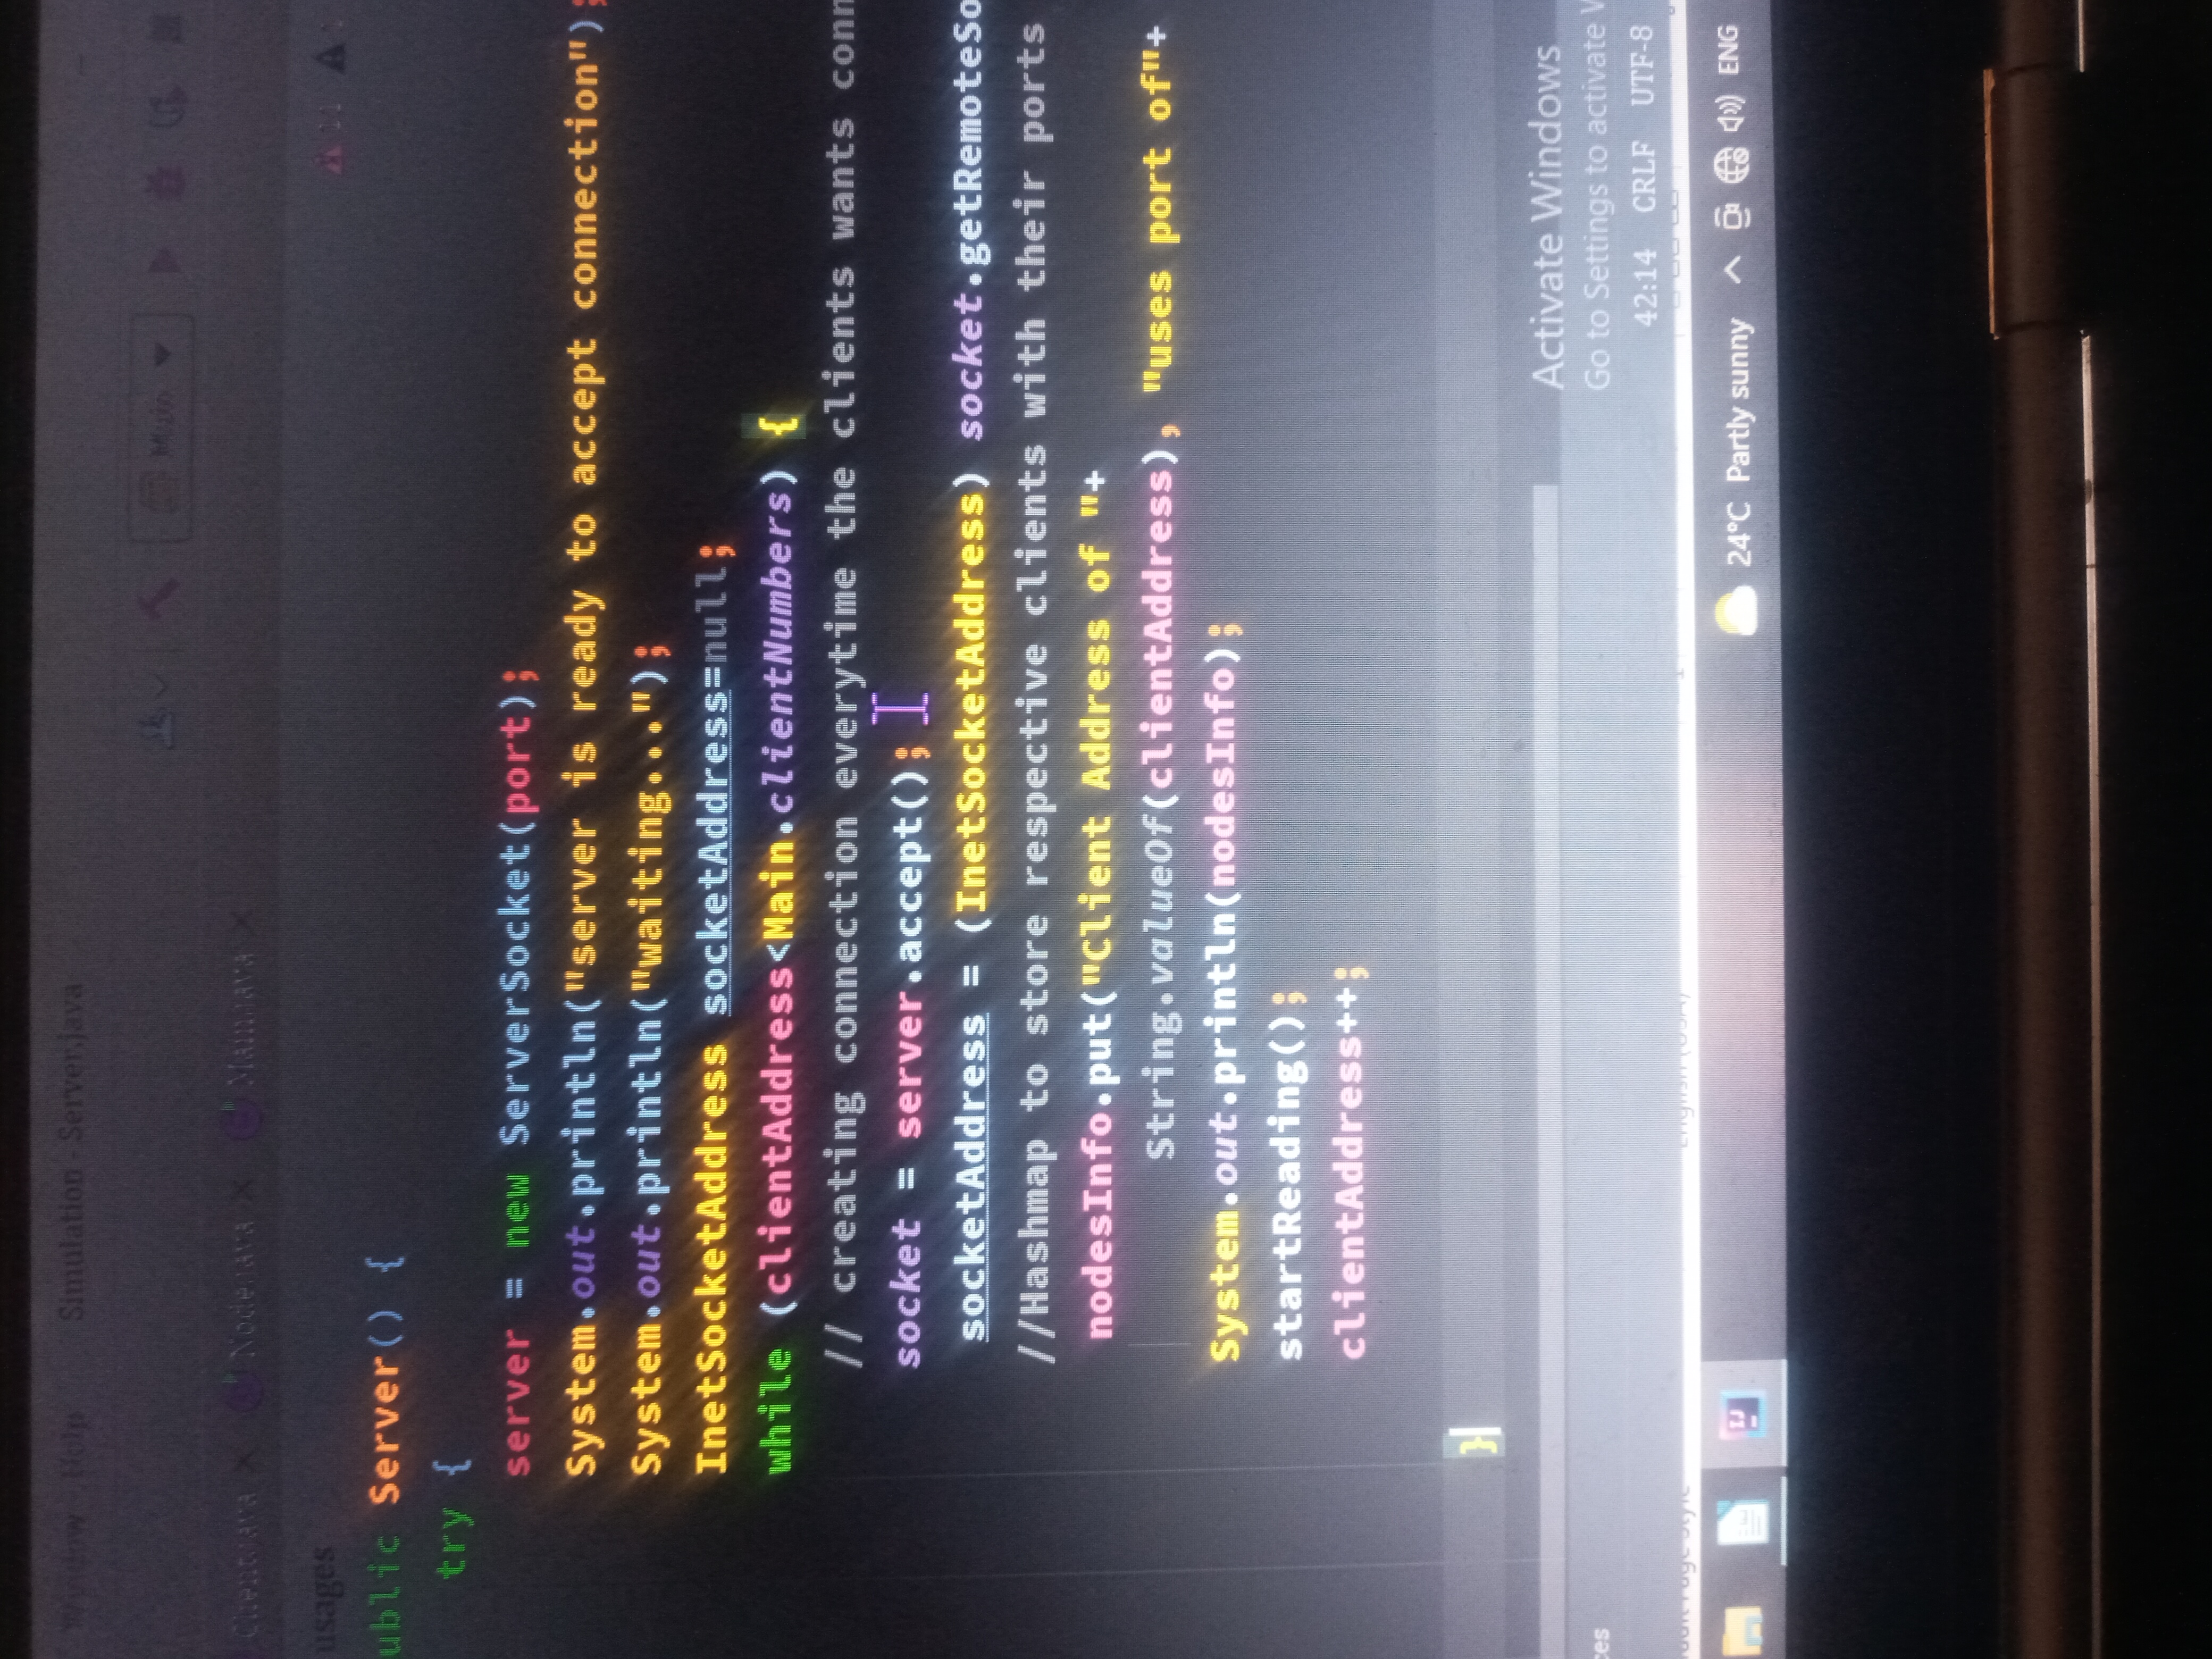 Window Help Simulation - Server.java
Main
Client.java Node.java Main.java
usages 11
ublic Server() {
try {
server = new ServerSocket(port);
System.out.println("server is ready to accept connection");
System.out.println("waiting...");
InetSocketAddress socketAddress=null;
while (clientAddress<Main.clientNumbers) {
// creating connection everytime the clients wants conn
socket = server.accept();
socketAddress = (InetSocketAddress) socket.getRemoteSo
//Hashmap to store respective clients with their ports
nodesInfo.put("Client Address of "+
String.valueOf(clientAddress), "uses port of"+
System.out.println(nodesInfo);
startReading();
clientAddress++;
}
Activate Windows
ces
Go to Settings to activate W
42:14 CRLF UTF-8
English (USA)
IJ
24°C Partly sunny ENG